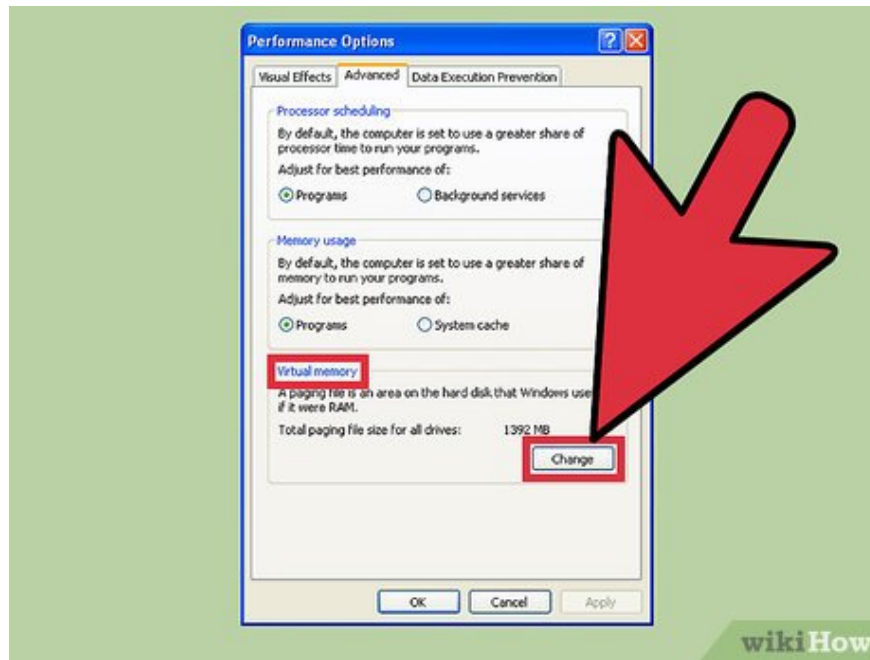 Performance Options
Visual Effects Advanced Data Execution Prevention
Processor scheduling
By default, the computer is set to use a greater share of
processor time to run your programs.
Adjust for best performance of:
Programs Background services
Memory usage
By default, the computer is set to use a greater share of
memory to run your programs.
Adjust for best performance of:
Programs System cache
Virtual memory
A paging file is an area on the hard disk that Windows use
if it were RAM.
Total paging file size for all drives: 1392 MB
Change
OK Cancel Apply
wikiHow